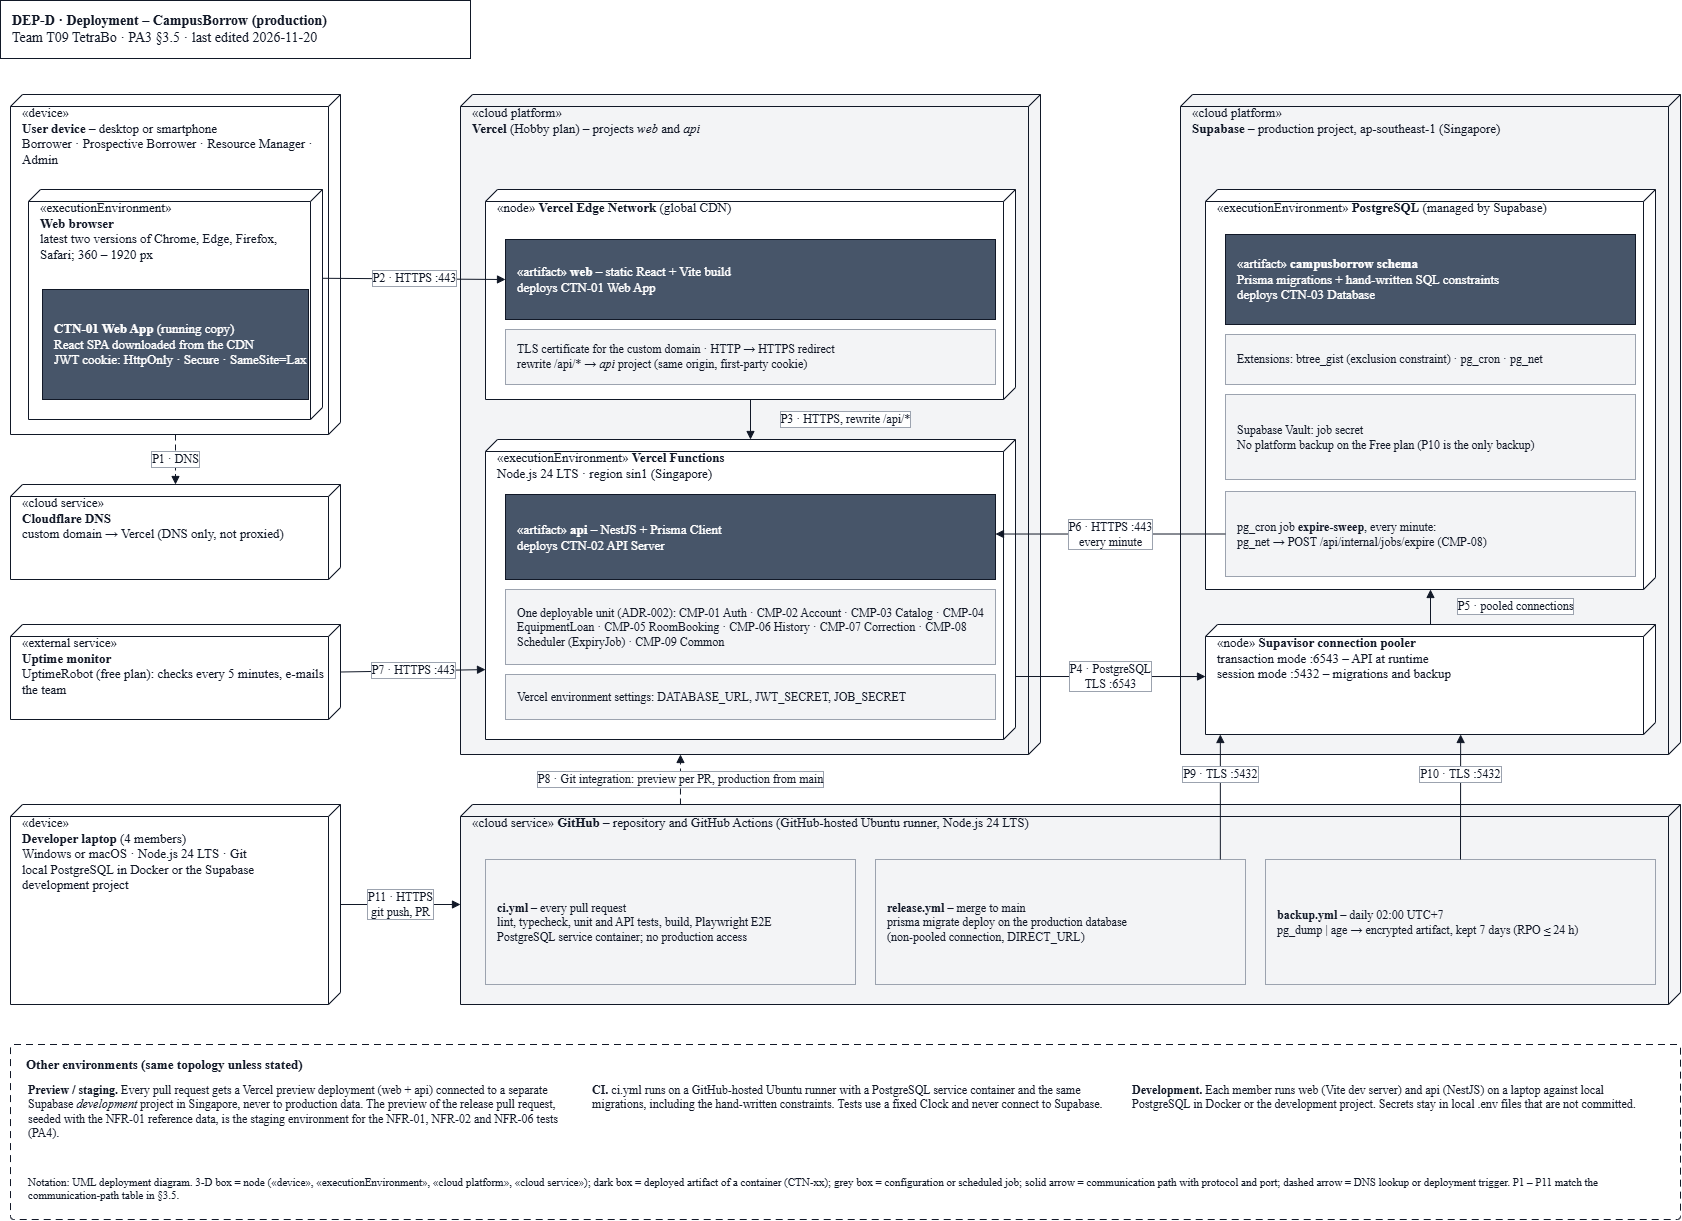 DEP-D · Deployment – CampusBorrow (production)
Team T09 TetraBo · PA3 §3.5 · last edited 2026-11-20
«device»
User device – desktop or smartphone
Borrower · Prospective Borrower · Resource Manager ·
Admin
«executionEnvironment»
Web browser
latest two versions of Chrome, Edge, Firefox,
Safari; 360 – 1920 px
CTN-01 Web App (running copy)
React SPA downloaded from the CDN
JWT cookie: HttpOnly · Secure · SameSite=Lax
P1 · DNS
«cloud service»
Cloudflare DNS
custom domain → Vercel (DNS only, not proxied)
«external service»
Uptime monitor
UptimeRobot (free plan): checks every 5 minutes, e-mails
the team
P2 · HTTPS :443
P7 · HTTPS :443
«cloud platform»
Vercel (Hobby plan) – projects web and api
«node» Vercel Edge Network (global CDN)
«artifact» web – static React + Vite build
deploys CTN-01 Web App
TLS certificate for the custom domain · HTTP → HTTPS redirect
rewrite /api/* → api project (same origin, first-party cookie)
P3 · HTTPS, rewrite /api/*
«executionEnvironment» Vercel Functions
Node.js 24 LTS · region sin1 (Singapore)
«artifact» api – NestJS + Prisma Client
deploys CTN-02 API Server
One deployable unit (ADR-002): CMP-01 Auth · CMP-02 Account · CMP-03 Catalog · CMP-04
EquipmentLoan · CMP-05 RoomBooking · CMP-06 History · CMP-07 Correction · CMP-08
Scheduler (ExpiryJob) · CMP-09 Common
Vercel environment settings: DATABASE_URL, JWT_SECRET, JOB_SECRET
P6 · HTTPS :443
every minute
P4 · PostgreSQL
TLS :6543
«cloud platform»
Supabase – production project, ap-southeast-1 (Singapore)
«executionEnvironment» PostgreSQL (managed by Supabase)
«artifact» campusborrow schema
Prisma migrations + hand-written SQL constraints
deploys CTN-03 Database
Extensions: btree_gist (exclusion constraint) · pg_cron · pg_net
Supabase Vault: job secret
No platform backup on the Free plan (P10 is the only backup)
pg_cron job expire-sweep, every minute:
pg_net → POST /api/internal/jobs/expire (CMP-08)
P5 · pooled connections
«node» Supavisor connection pooler
transaction mode :6543 – API at runtime
session mode :5432 – migrations and backup
P8 · Git integration: preview per PR, production from main
P9 · TLS :5432
P10 · TLS :5432
«device»
Developer laptop (4 members)
Windows or macOS · Node.js 24 LTS · Git
local PostgreSQL in Docker or the Supabase
development project
P11 · HTTPS
git push, PR
«cloud service» GitHub – repository and GitHub Actions (GitHub-hosted Ubuntu runner, Node.js 24 LTS)
ci.yml – every pull request
lint, typecheck, unit and API tests, build, Playwright E2E
PostgreSQL service container; no production access
release.yml – merge to main
prisma migrate deploy on the production database
(non-pooled connection, DIRECT_URL)
backup.yml – daily 02:00 UTC+7
pg_dump | age → encrypted artifact, kept 7 days (RPO ≤ 24 h)
Other environments (same topology unless stated)
Preview / staging. Every pull request gets a Vercel preview deployment (web + api) connected to a separate
Supabase development project in Singapore, never to production data. The preview of the release pull request,
seeded with the NFR-01 reference data, is the staging environment for the NFR-01, NFR-02 and NFR-06 tests
(PA4).
CI. ci.yml runs on a GitHub-hosted Ubuntu runner with a PostgreSQL service container and the same
migrations, including the hand-written constraints. Tests use a fixed Clock and never connect to Supabase.
Development. Each member runs web (Vite dev server) and api (NestJS) on a laptop against local
PostgreSQL in Docker or the development project. Secrets stay in local .env files that are not committed.
Notation: UML deployment diagram. 3-D box = node («device», «executionEnvironment», «cloud platform», «cloud service»); dark box = deployed artifact of a container (CTN-xx); grey box = configuration or scheduled job; solid arrow = communication path with protocol and port; dashed arrow = DNS lookup or deployment trigger. P1 – P11 match the
communication-path table in §3.5.